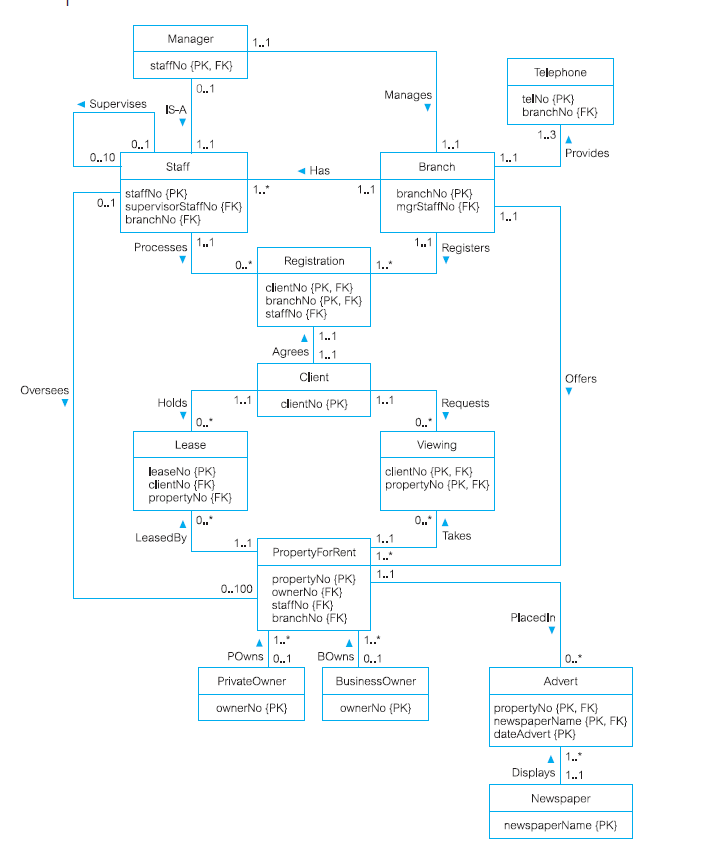 Manager
staffNo {PK, FK}
1..1
Telephone
telNo {PK}
branchNo {FK}
0..1
◄ Supervises
IS-A
Manages
1..3
Provides
0..1
1..1
1..1
1..1
0..10
Staff
staffNo {PK}
supervisorStaffNo {FK}
branchNo {FK}
◄ Has
1..*
1..1
Branch
branchNo {PK}
mgrStaffNo {FK}
0..1
1..1
Processes
1..1
1..1
Registers
0..*
Registration
clientNo {PK, FK}
branchNo {PK, FK}
staffNo {FK}
1..*
1..1
Agrees
1..1
Client
clientNo {PK}
Oversees
Offers
Holds
1..1
1..1
Requests
0..*
0..*
Lease
leaseNo {PK}
clientNo {FK}
propertyNo {FK}
Viewing
clientNo {PK, FK}
propertyNo {PK, FK}
0..*
0..*
LeasedBy
Takes
1..1
1..1
1..*
PropertyForRent
propertyNo {PK}
ownerNo {FK}
staffNo {FK}
branchNo {FK}
1..1
0..100
PlacedIn
1..*
1..*
POwns
0..1
BOwns
0..1
0..*
PrivateOwner
ownerNo {PK}
BusinessOwner
ownerNo {PK}
Advert
propertyNo {PK, FK}
newspaperName {PK, FK}
dateAdvert {PK}
1..*
Displays
1..1
Newspaper
newspaperName {PK}